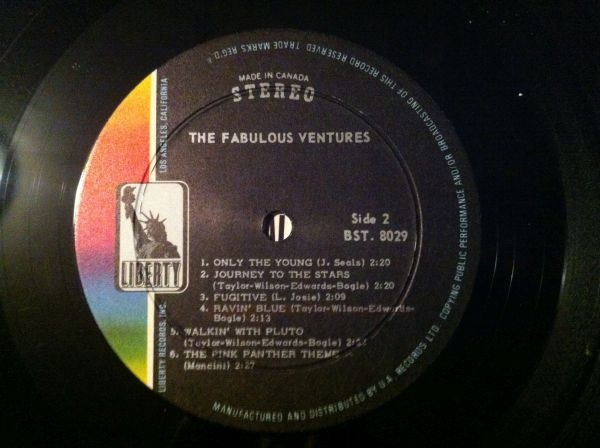 MADE IN CANADA
STEREO
THE FABULOUS VENTURES
Side 2
BST. 8029
1. ONLY THE YOUNG (J. Seals) 2:20
2. JOURNEY TO THE STARS
(Taylor-Wilson-Edwards-Bogle) 2:20
3. FUGITIVE (L. Josie) 2:09
4. RAVIN' BLUE (Taylor-Wilson-Edwards-
Bogle) 2:13
5. WALKIN' WITH PLUTO
(Taylor-Wilson-Edwards-Bogle)
6. THE PINK PANTHER THEME
(Mancini) 2:27
LIBERTY
LOS ANGELES, CALIFORNIA
LIBERTY RECORDS, INC.
MANUFACTURED AND DISTRIBUTED BY U.A. RECORDS LTD. COPYING PUBLIC PERFORMANCE AND/OR BROADCASTING OF THIS RECORD RESERVED TRADE MARKS REG'D.